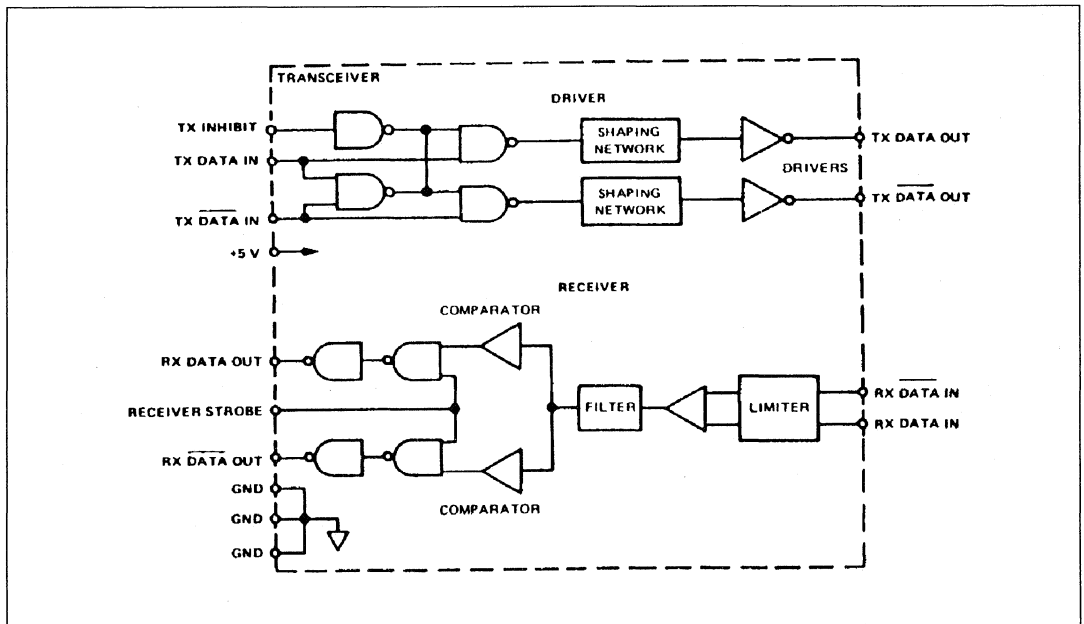 TRANSCEIVER
DRIVER
TX INHIBIT
TX DATA IN
TX DATA IN
+5 V
SHAPING
NETWORK
SHAPING
NETWORK
DRIVERS
TX DATA OUT
TX DATA OUT
RECEIVER
COMPARATOR
RX DATA OUT
RECEIVER STROBE
RX DATA OUT
FILTER
LIMITER
RX DATA IN
RX DATA IN
COMPARATOR
GND
GND
GND